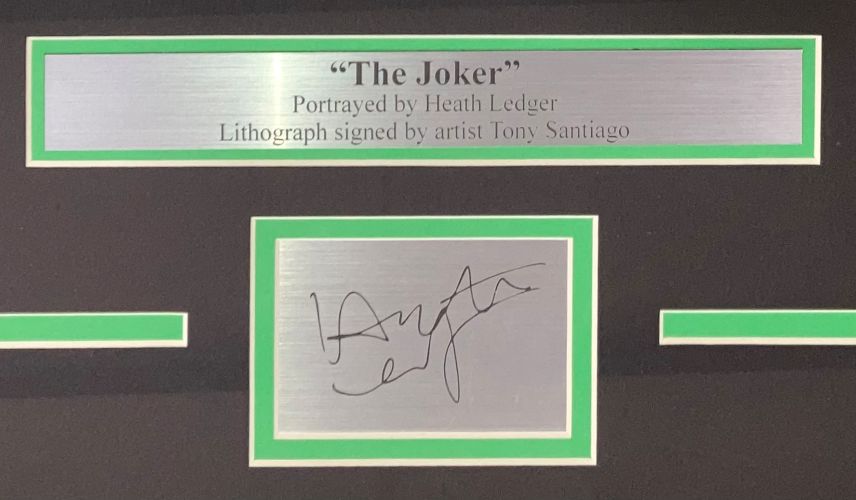 “The Joker”
Portrayed by Heath Ledger
Lithograph signed by artist Tony Santiago